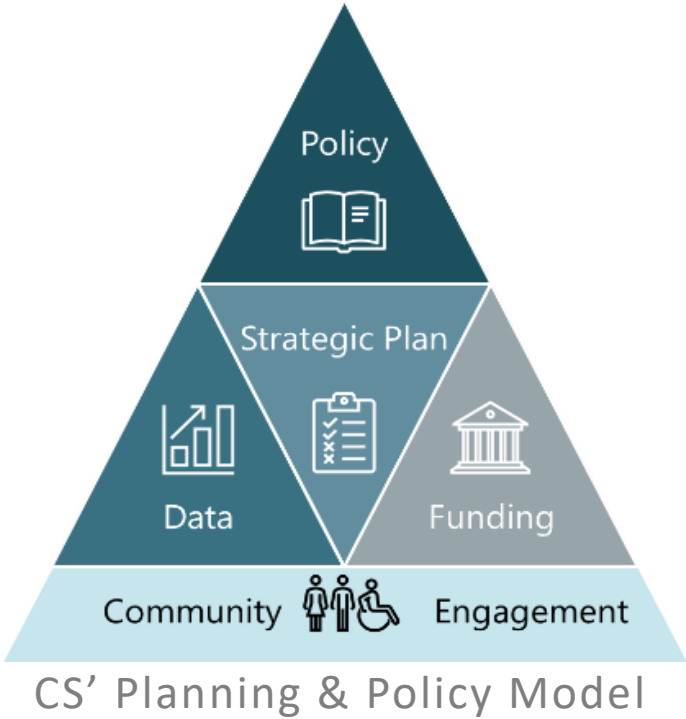 Policy
Strategic Plan
Data
Funding
Community Engagement
CS’ Planning & Policy Model